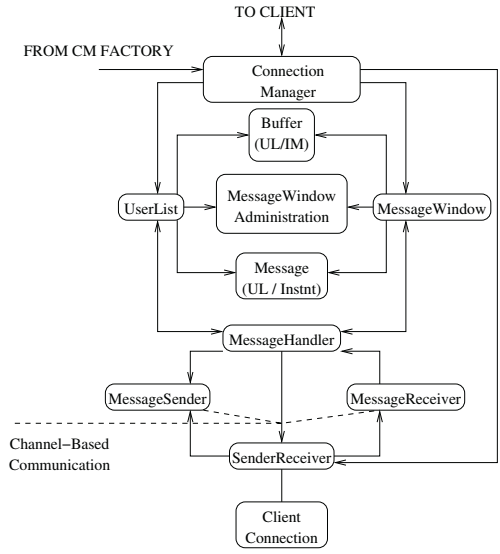 TO CLIENT
FROM CM FACTORY
Connection
Manager
Buffer
(UL/IM)
UserList
MessageWindow
Administration
MessageWindow
Message
(UL / Instnt)
MessageHandler
MessageSender
MessageReceiver
Channel−Based
Communication
SenderReceiver
Client
Connection